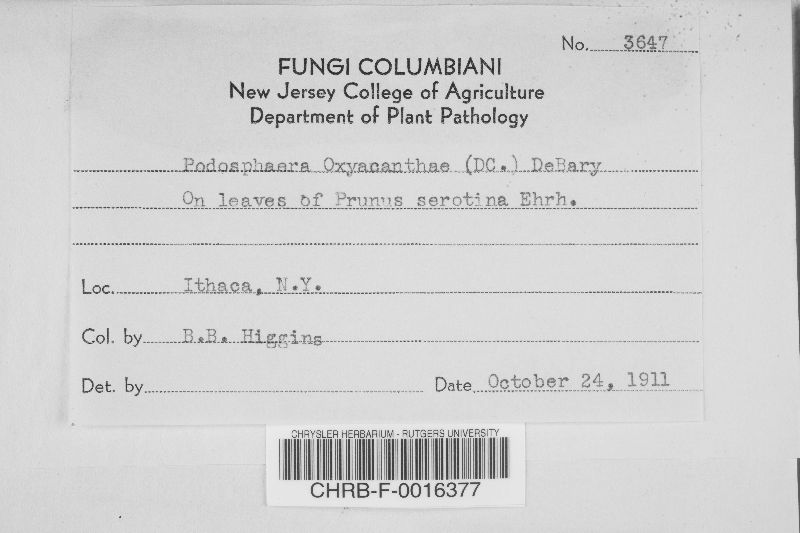 No. 3647
FUNGI COLUMBIANI
New Jersey College of Agriculture
Department of Plant Pathology
Podosphaera Oxyacanthae (DC.) DeBary
On leaves of Prunus serotina Ehrh.
Loc. Ithaca, N.Y.
Col. by B.B. Higgins
Det. by
Date October 24, 1911
CHRYSLER HERBARIUM - RUTGERS UNIVERSITY
CHRB-F-0016377